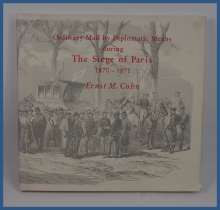 Ordinary Mail by Diplomatic Means
during
The Siege of Paris
1870 - 1871
Ernst M. Cohn